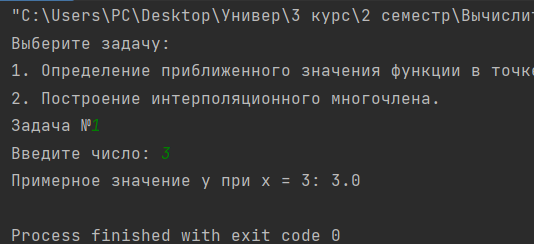 "C:\Users\PC\Desktop\Универ\3 курс\2 семестр\Вычислит
Выберите задачу:
1. Определение приближенного значения функции в точке
2. Построение интерполяционного многочлена.
Задача №1
Введите число: 3
Примерное значение y при x = 3: 3.0
Process finished with exit code 0